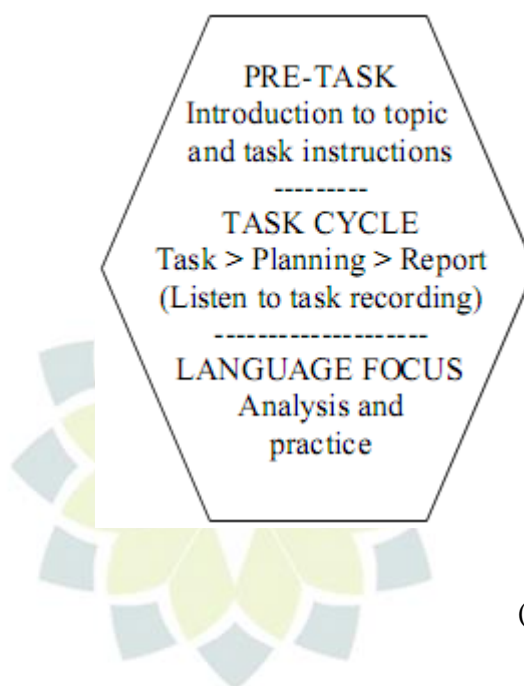 PRE-TASK
Introduction to topic
and task instructions
---------
TASK CYCLE
Task > Planning > Report
(Listen to task recording)
---------------------
LANGUAGE FOCUS
Analysis and
practice
(